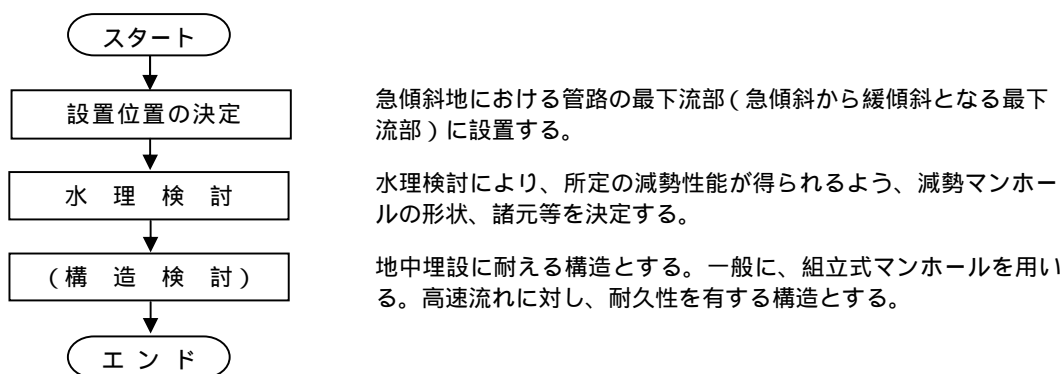 スタート
設置位置の決定
急傾斜地における管路の最下流部(急傾斜から緩傾斜となる最下
流部)に設置する。
水 理 検 討
水理検討により、所定の減勢性能が得られるよう、減勢マンホー
ルの形状、諸元等を決定する。
(構 造 検 討)
地中埋設に耐える構造とする。一般に、組立式マンホールを用い
る。高速流れに対し、耐久性を有する構造とする。
エ ン ド